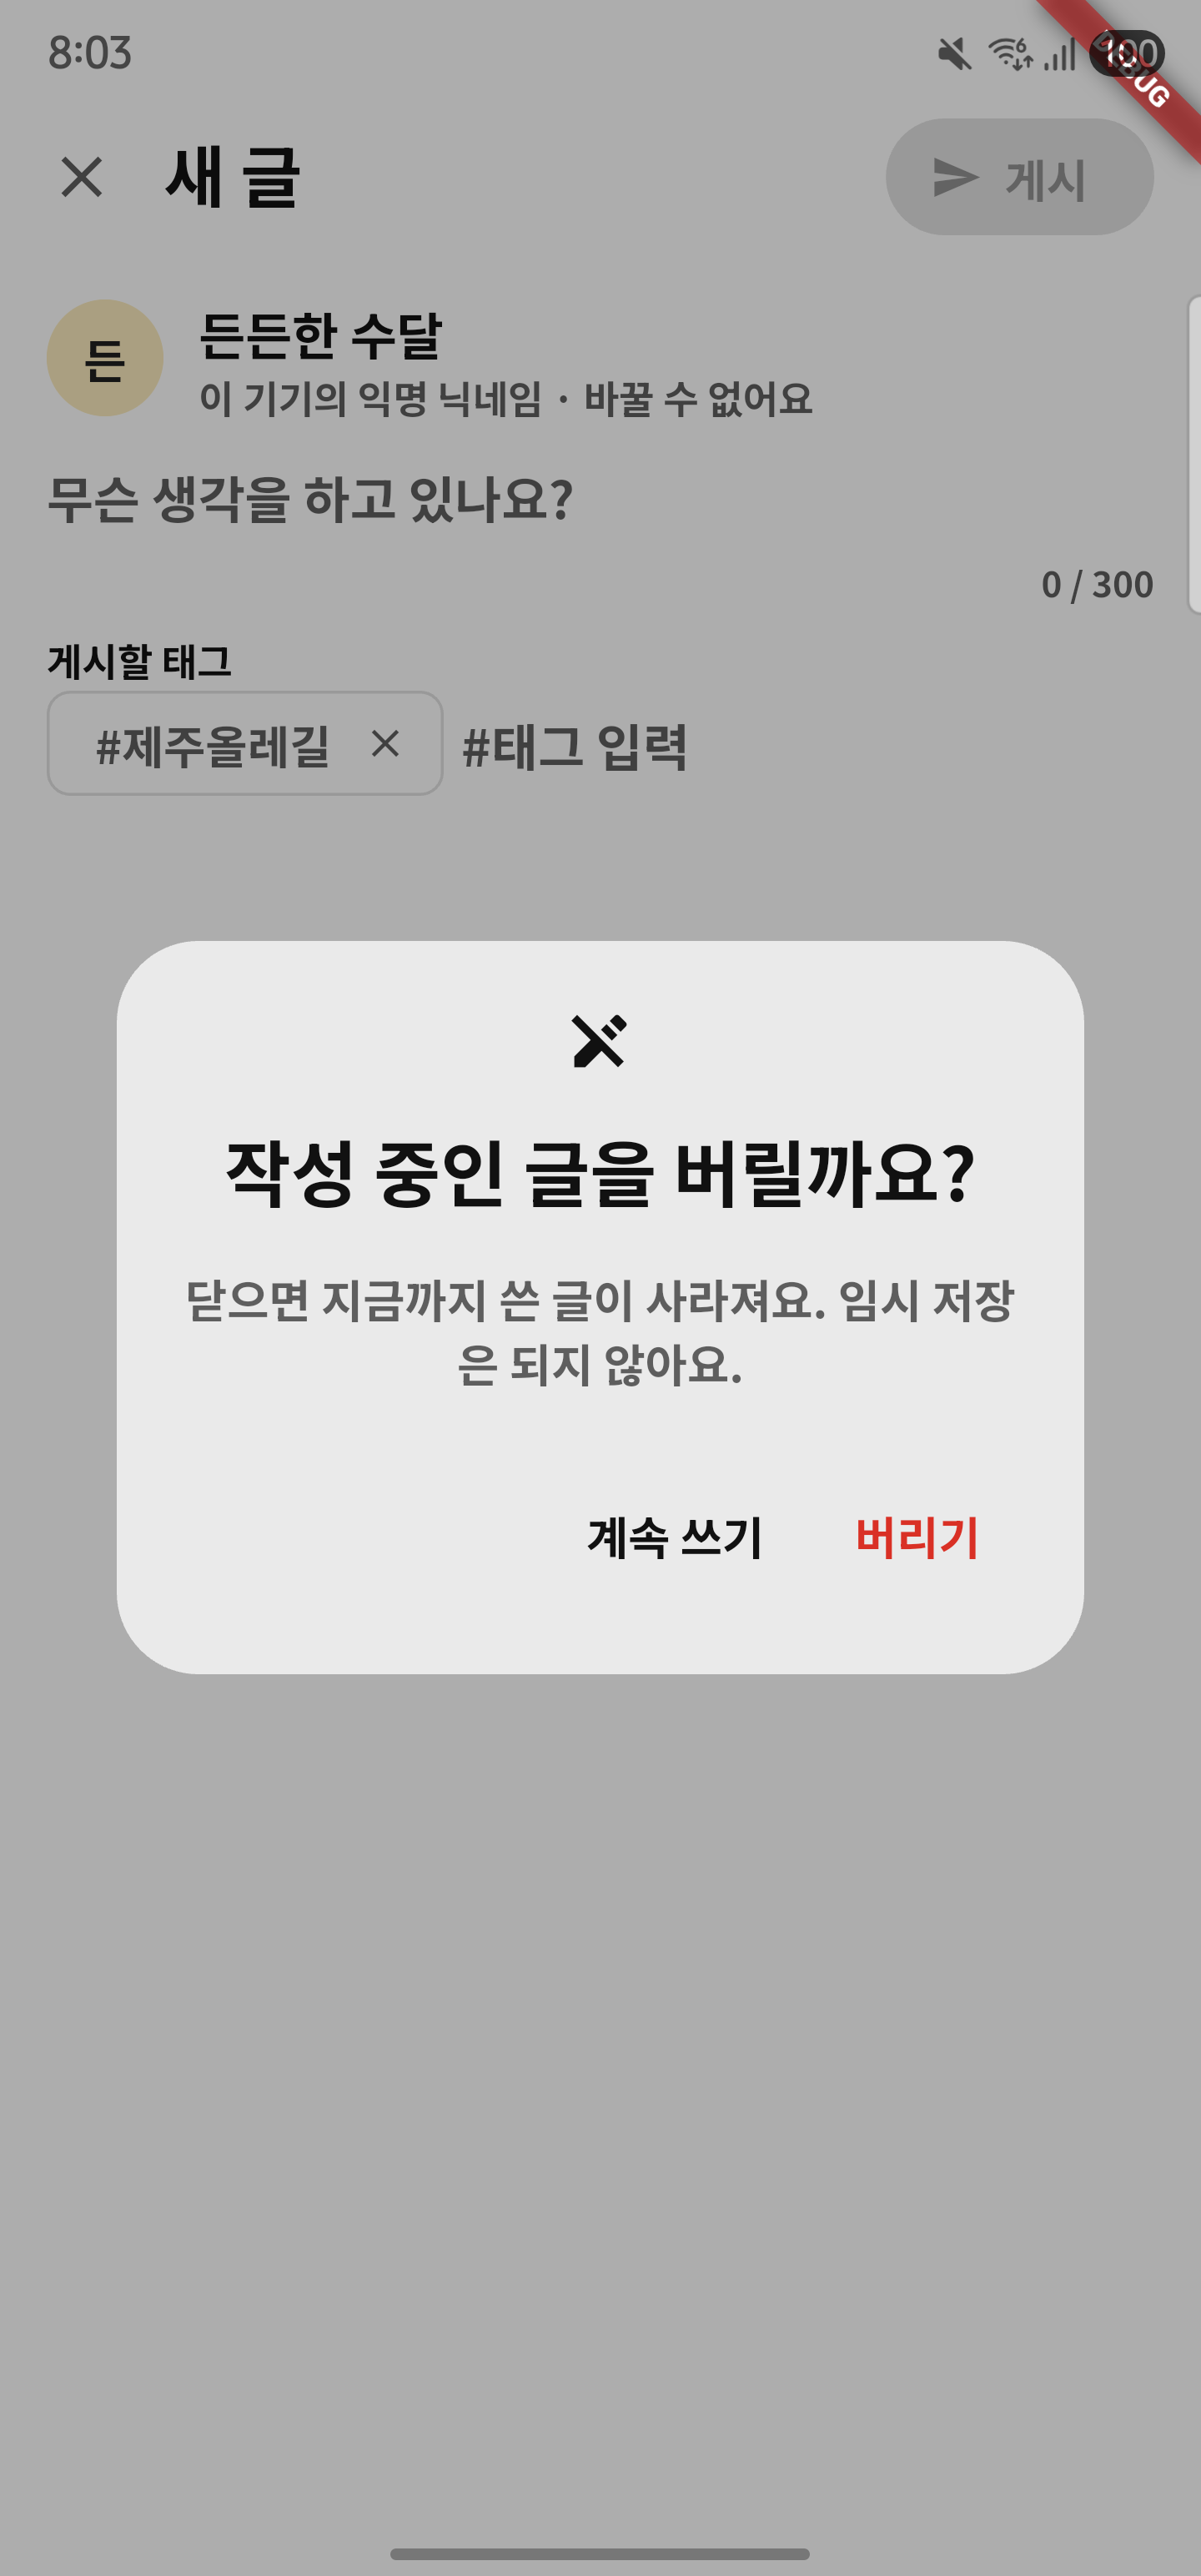 8:03
6
100
DEBUG
새 글
게시
든
든든한 수달
이 기기의 익명 닉네임 · 바꿀 수 없어요
무슨 생각을 하고 있나요?
0 / 300
게시할 태그
#제주올레길
#태그 입력
작성 중인 글을 버릴까요?
닫으면 지금까지 쓴 글이 사라져요. 임시 저장
은 되지 않아요.
계속 쓰기
버리기